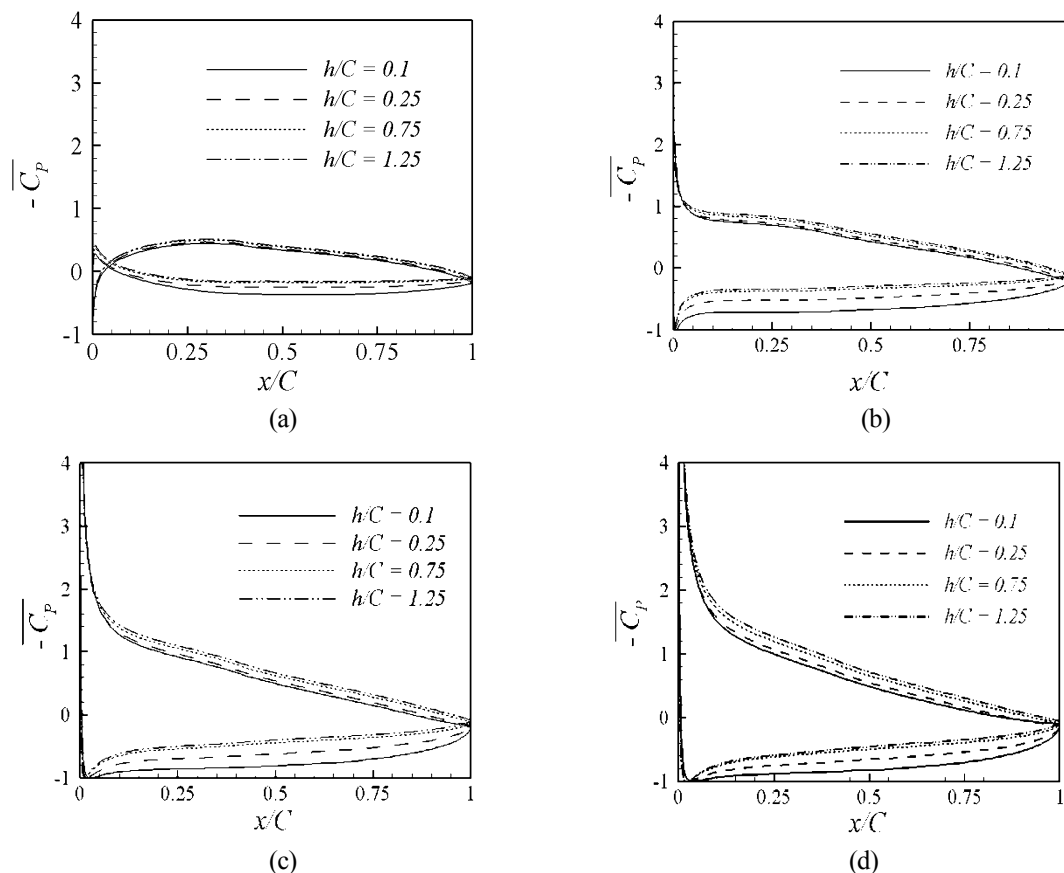 4
3
2
1
0
-1
- C_P
h/C = 0.1
h/C = 0.25
h/C = 0.75
h/C = 1.25
0 0.25 0.5 0.75 1
x/C
(a)
4
3
2
1
0
-1
- C_P
h/C = 0.1
h/C = 0.25
h/C = 0.75
h/C = 1.25
0 0.25 0.5 0.75
x/C
(b)
4
3
2
1
0
-1
- C_P
h/C = 0.1
h/C = 0.25
h/C = 0.75
h/C = 1.25
0 0.25 0.5 0.75 1
x/C
(c)
4
3
2
1
0
-1
- C_P
h/C = 0.1
h/C = 0.25
h/C = 0.75
h/C = 1.25
0 0.25 0.5 0.75 1
x/C
(d)